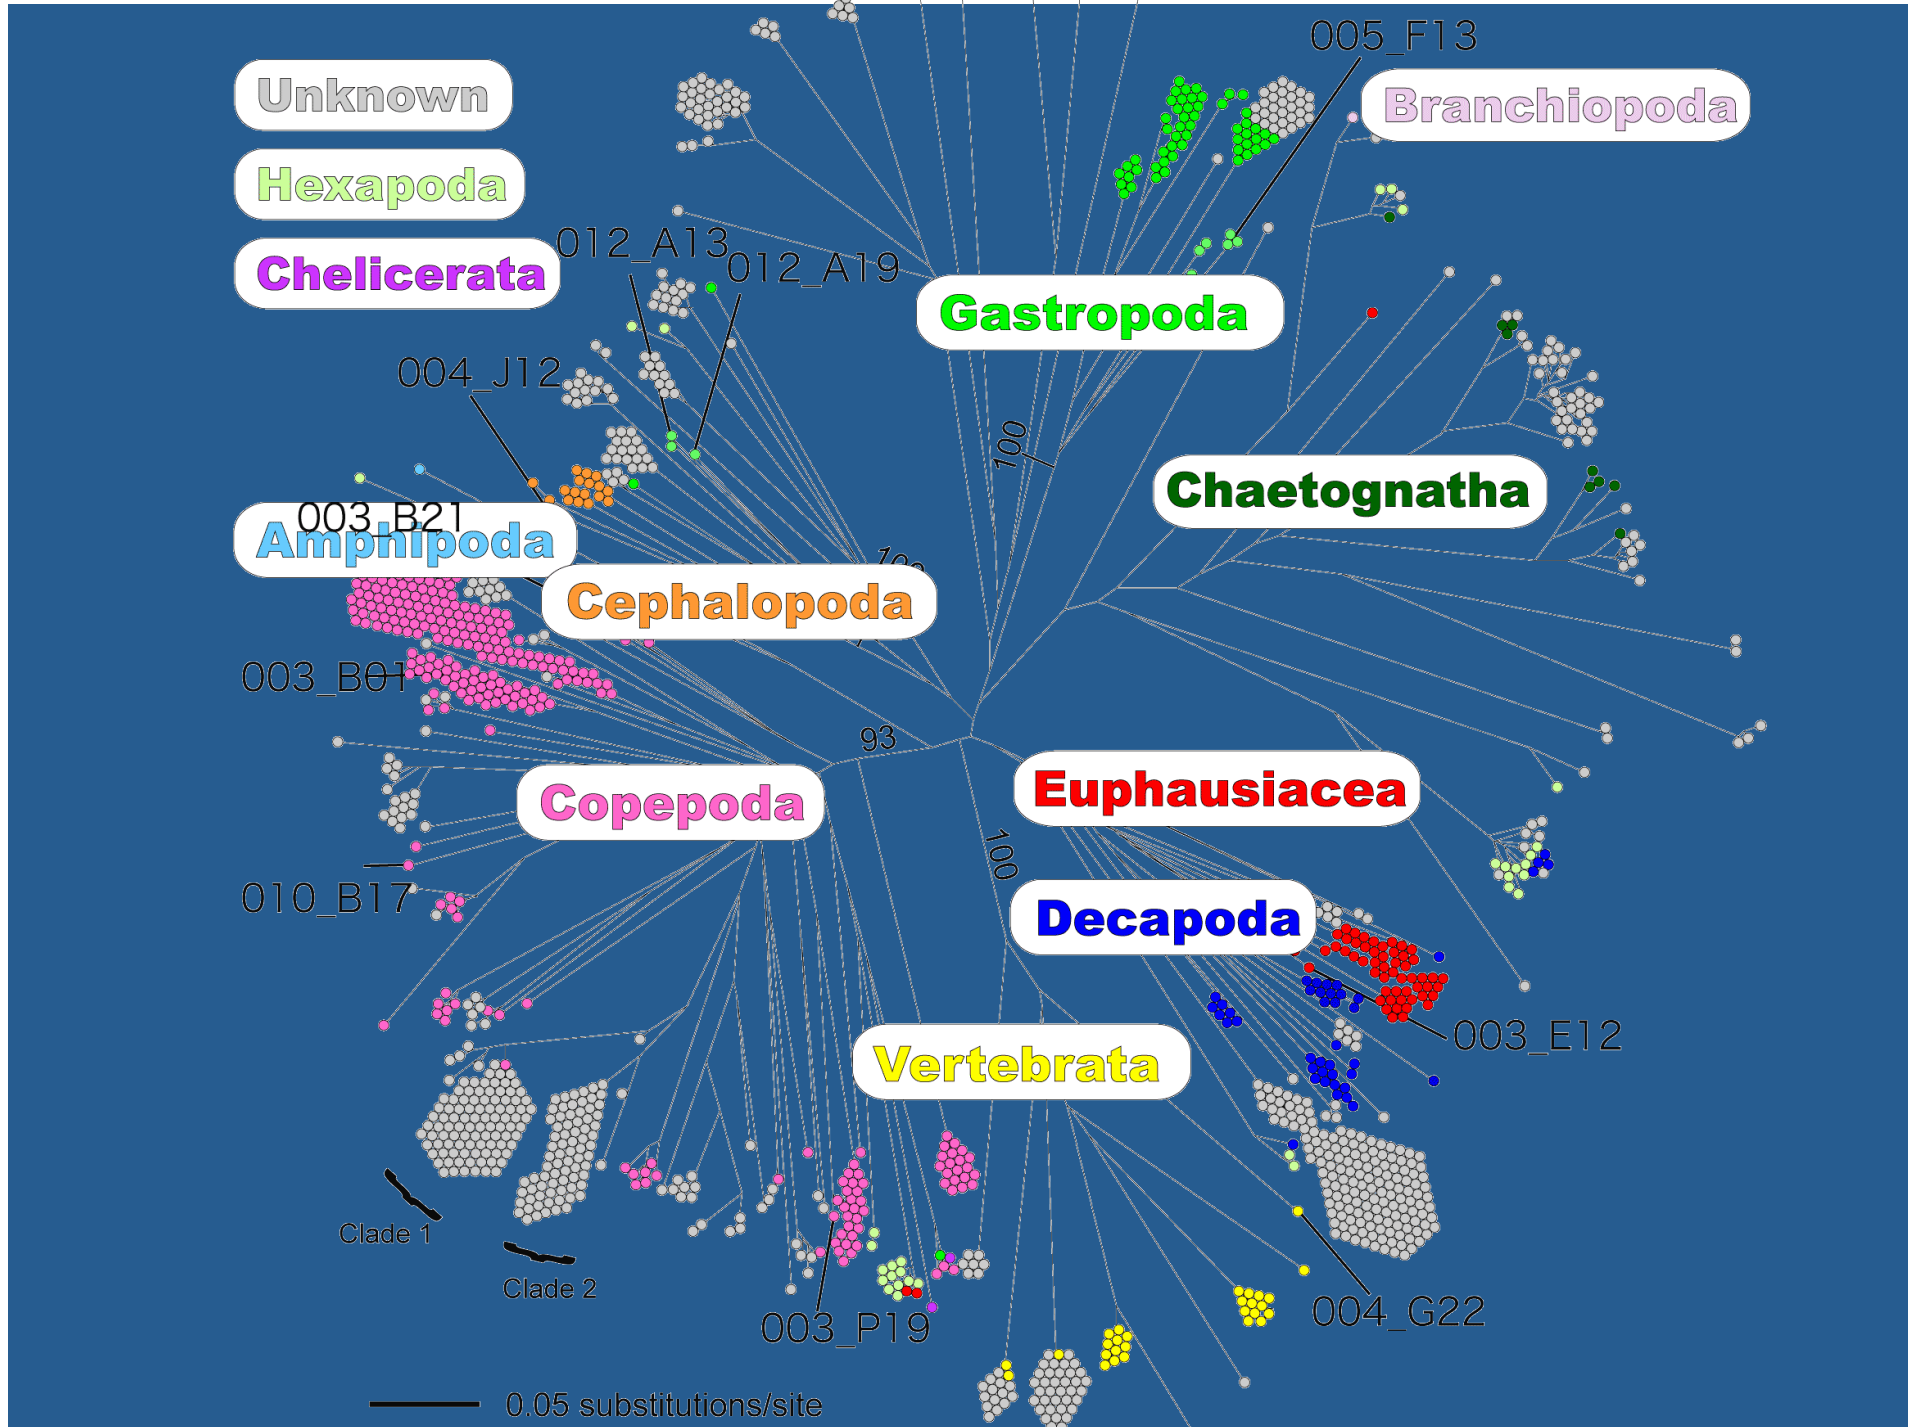 005_F13
Unknown
Branchiopoda
Hexapoda
012_A13
Chelicerata
012_A19
Gastropoda
004_J12
100
Chaetognatha
003_B21
Amphipoda
100
Cephalopoda
003_B01
93
Euphausiacea
Copepoda
100
010_B17
Decapoda
003_E12
Vertebrata
Clade 1
Clade 2
004_G22
003_P19
0.05 substitutions/site